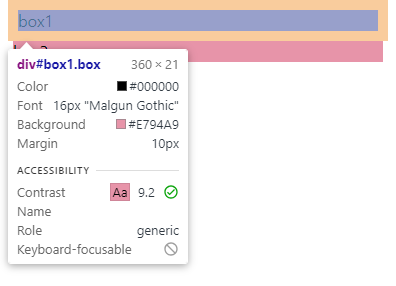 box1
div#box1.box 360 × 21
Color #000000
Font 16px "Malgun Gothic"
Background #E794A9
Margin 10px
ACCESSIBILITY
Contrast Aa 9.2
Name
Role generic
Keyboard-focusable